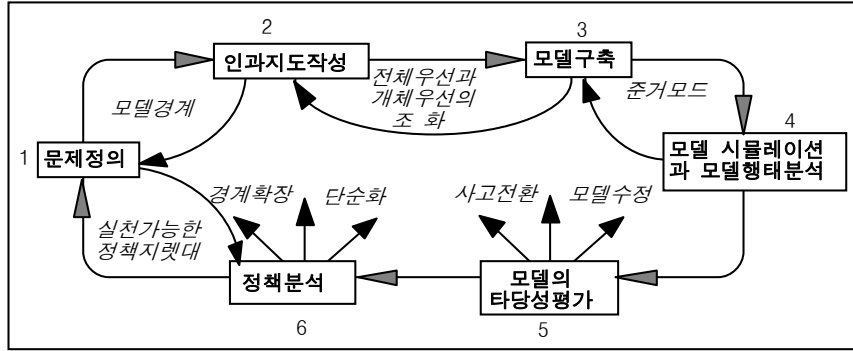 2
인과지도작성
3
모델구축
전체우선과
개체우선의
조 화
모델경계
준거모드
4
모델 시뮬레이션
과 모델행태분석
1
문제정의
경계확장
단순화
사고전환
모델수정
실천가능한
정책지렛대
정책분석
6
모델의
타당성평가
5